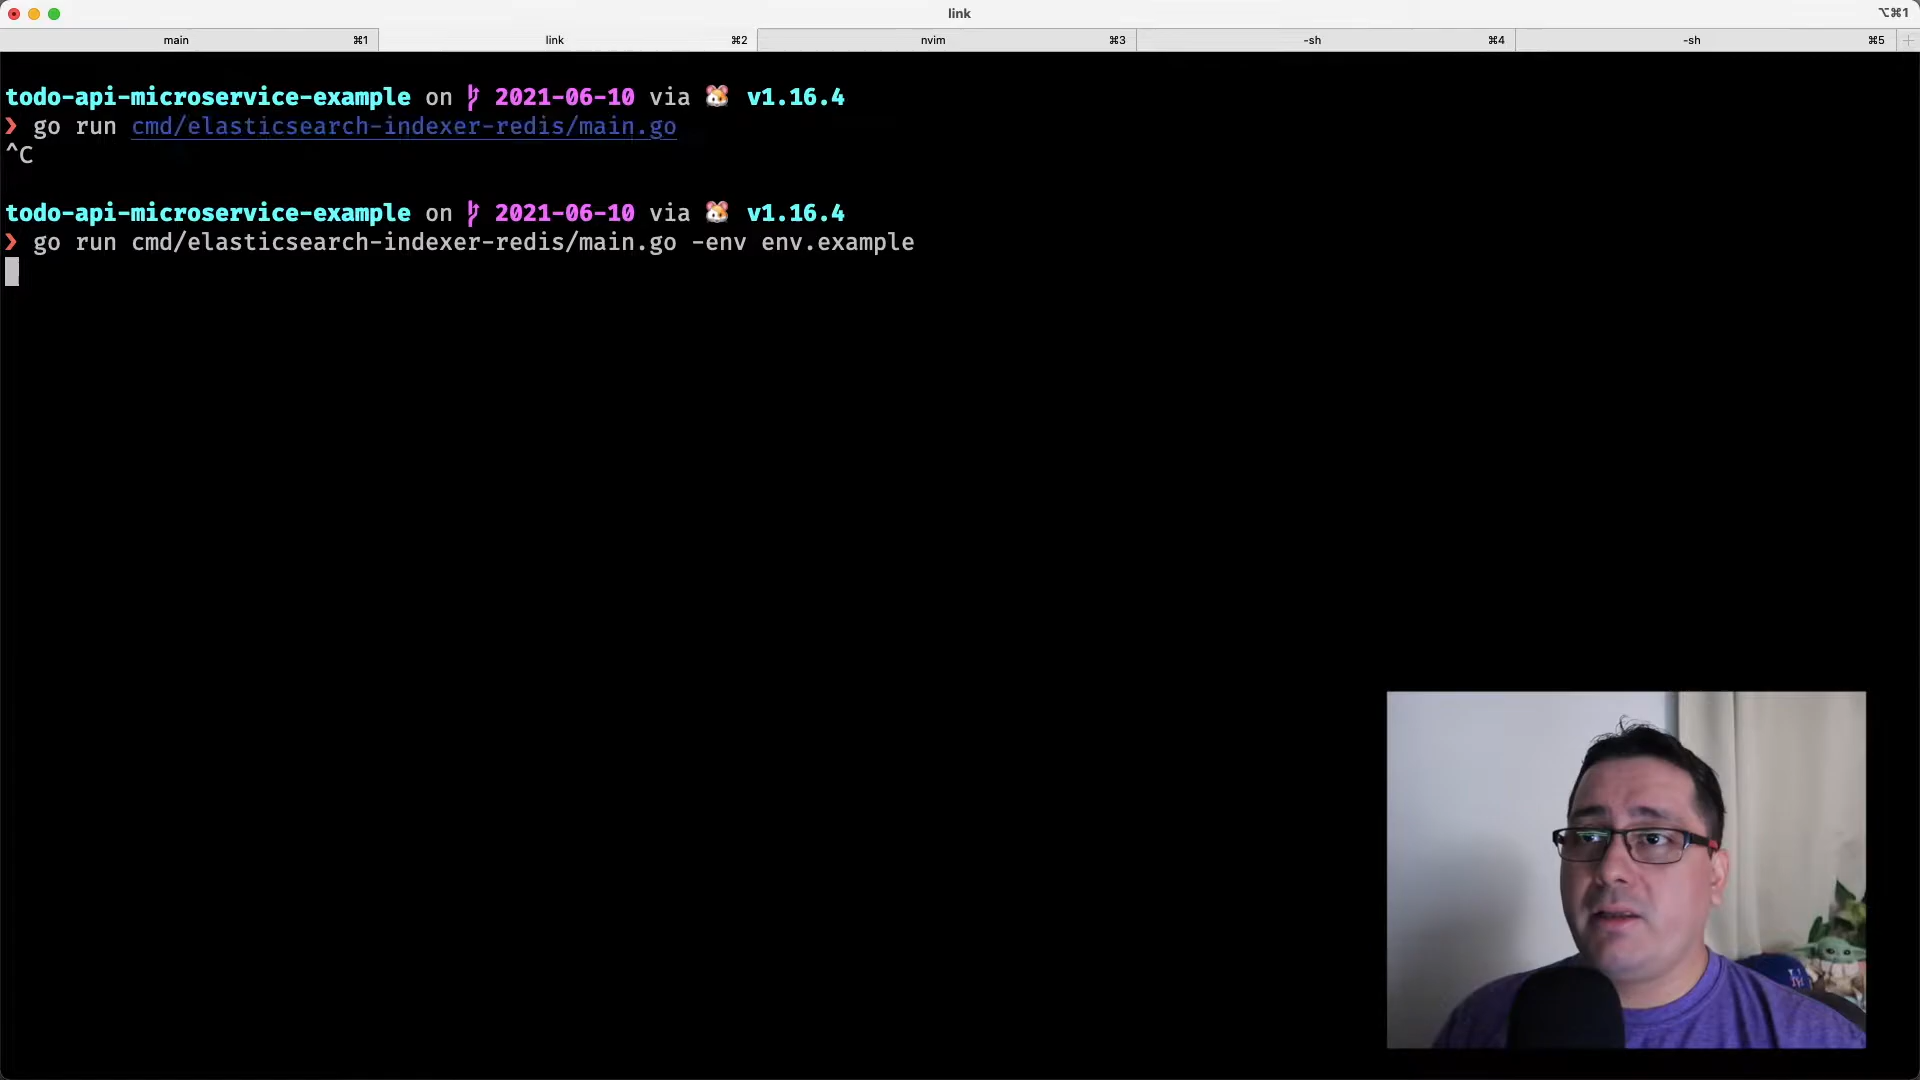 link
⌥⌘1
main ⌘1 link ⌘2 nvim ⌘3 -sh ⌘4 -sh ⌘5
todo-api-microservice-example on 2021-06-10 via 🐹 v1.16.4
❯ go run cmd/elasticsearch-indexer-redis/main.go
^C
todo-api-microservice-example on 2021-06-10 via 🐹 v1.16.4
❯ go run cmd/elasticsearch-indexer-redis/main.go -env env.example